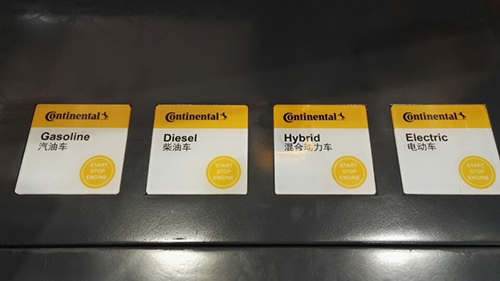 Continental
Gasoline
汽油车
START
STOP
ENGINE
Continental
Diesel
柴油车
START
STOP
ENGINE
Continental
Hybrid
混合动力车
START
STOP
ENGINE
Continental
Electric
电动车
START
STOP
ENGINE